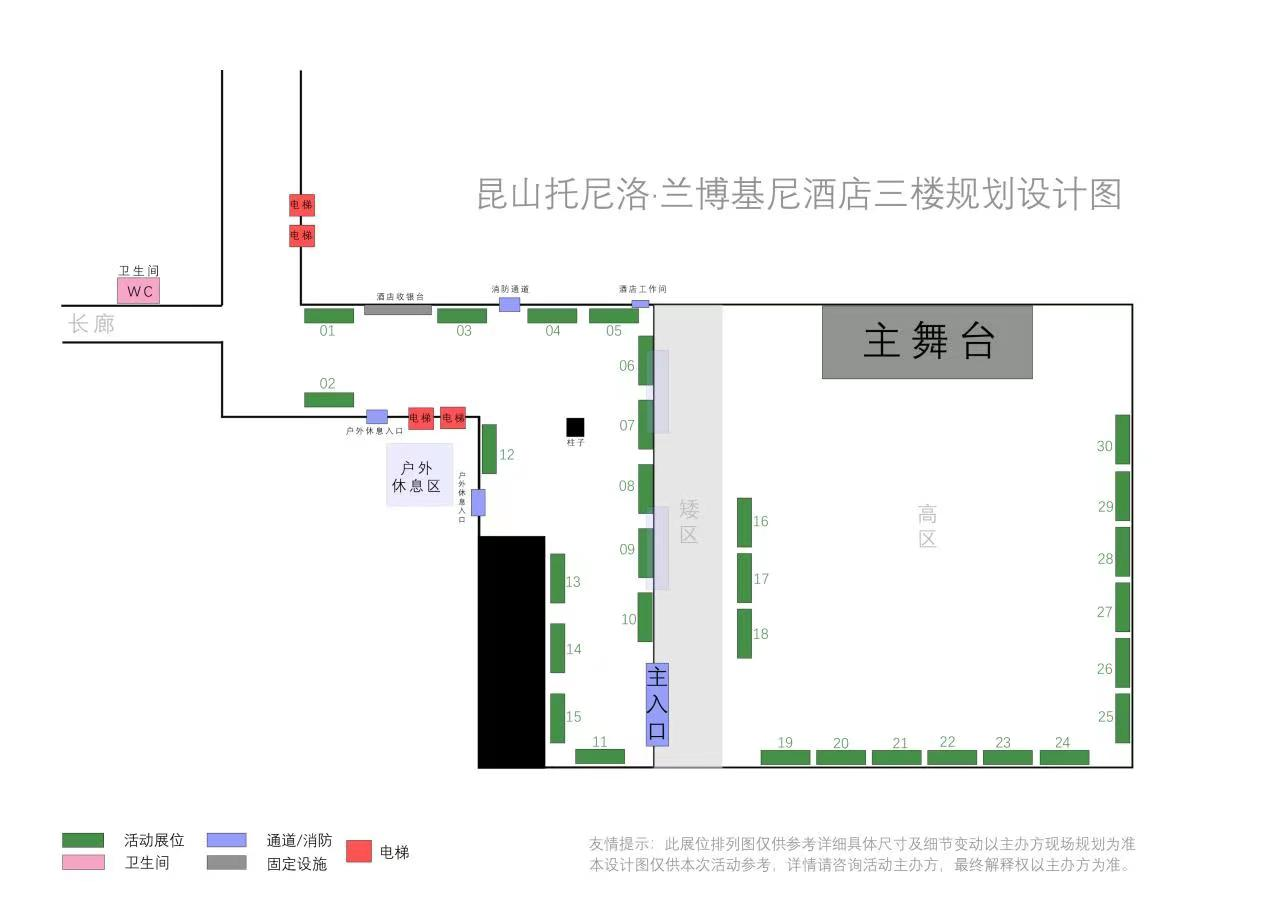 昆山托尼洛·兰博基尼酒店三楼规划设计图
电梯
电梯
卫生间
WC
长廊
酒店收银台
消防通道
酒店工作间
主舞台
01
03
04
05
02
06
07
08
09
10
户外休息入口
电梯
电梯
柱子
12
户外
休息区
户外休息入口
矮区
高区
13
14
15
11
主入口
16
17
18
30
29
28
27
26
25
19
20
21
22
23
24
活动展位
通道/消防
电梯
卫生间
固定设施
友情提示：此展位排列图仅供参考详细具体尺寸及细节变动以主办方现场规划为准
本设计图仅供本次活动参考，详情请咨询活动主办方，最终解释权以主办方为准。